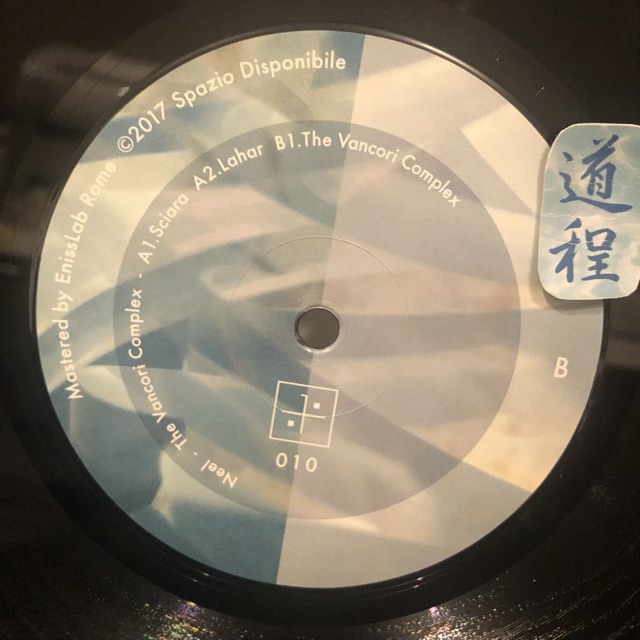 Mastered by EnissLab Rome ©2017 Spazio Disponibile
Neel - The Vancori Complex - A1.Sciara A2.Lahar B1.The Vancori Complex
B
010
道程